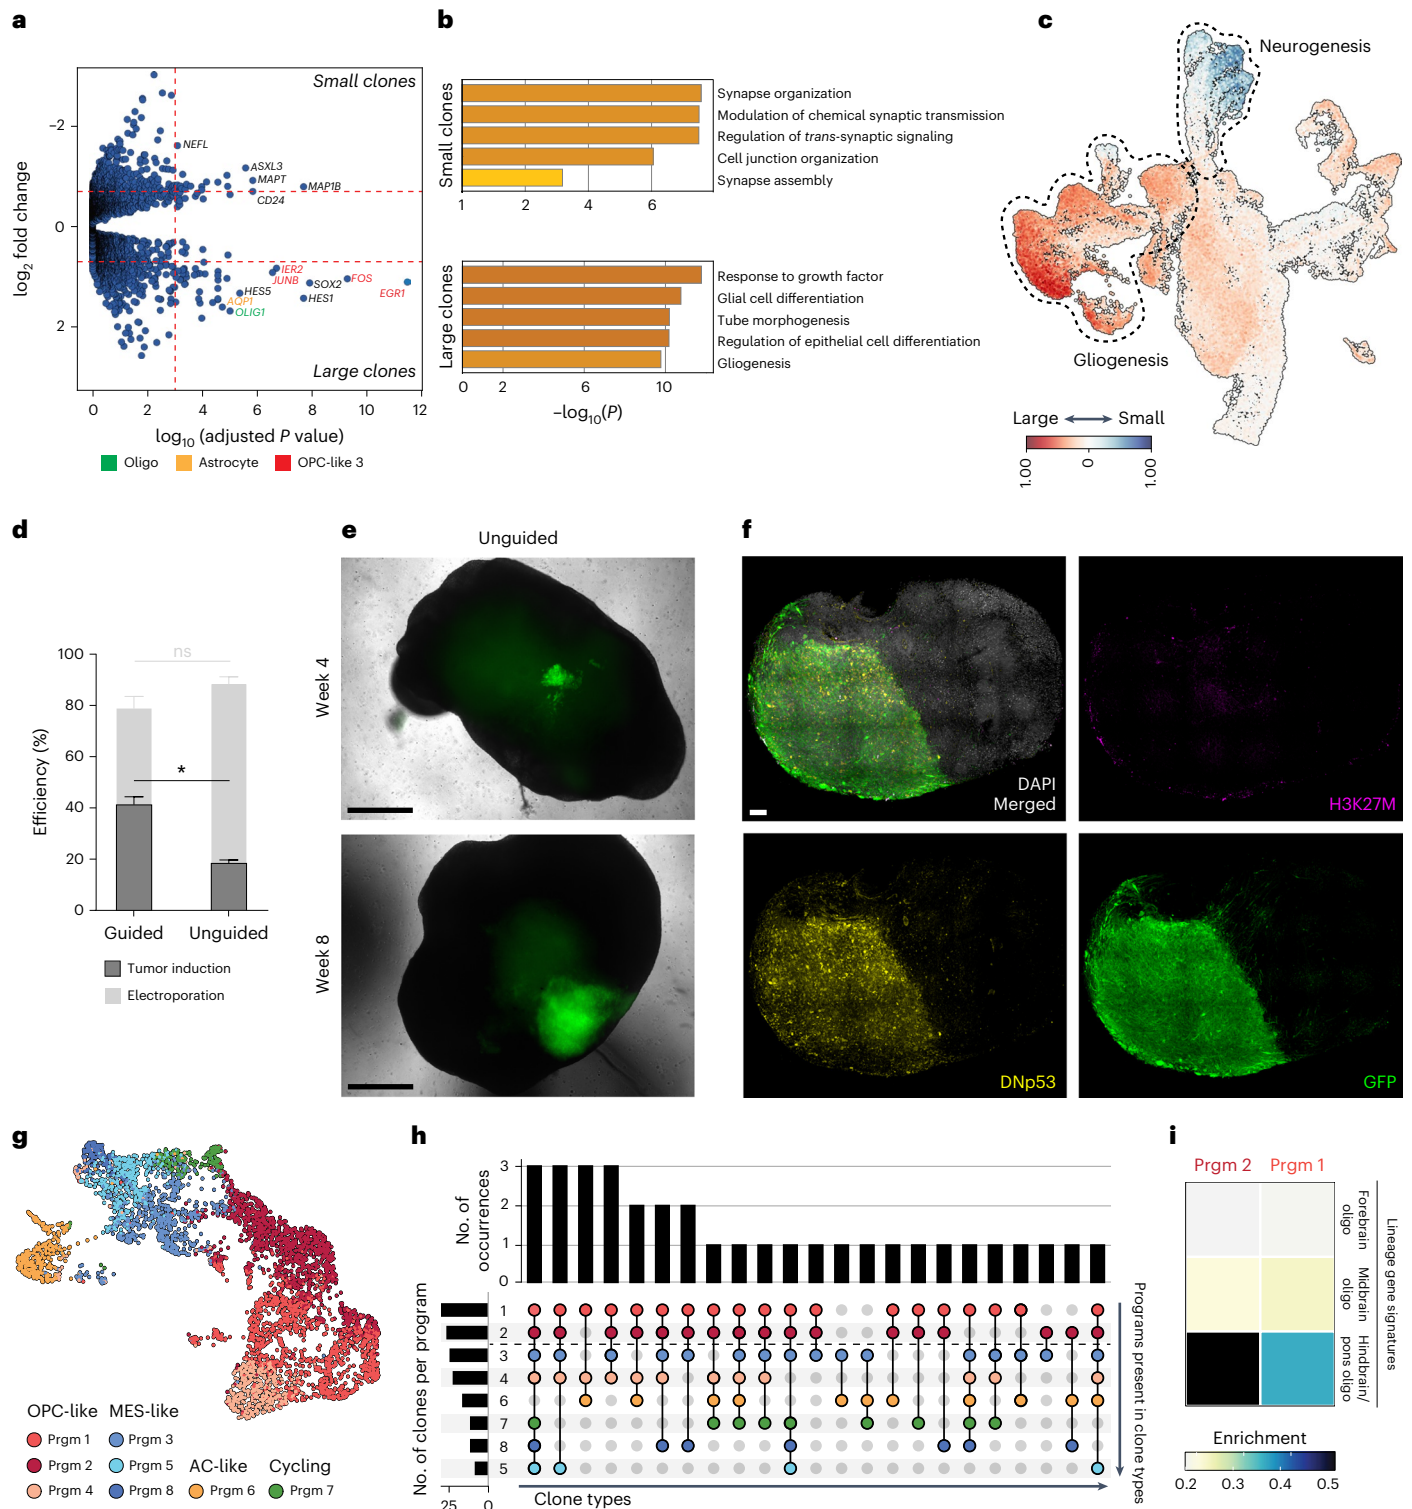 a
Small clones
Large clones
NEFL
ASXL3
MAPT
MAP1B
CD24
IER2
JUNB
FOS
SOX2
EGR1
HES5
HES1
AQP1
OLIG1
−2
0
2
log2 fold change
0 2 4 6 8 10 12
log10 (adjusted P value)
Oligo Astrocyte OPC-like 3
b
Small clones
Synapse organization
Modulation of chemical synaptic transmission
Regulation of trans-synaptic signaling
Cell junction organization
Synapse assembly
1 2 4 6
Large clones
Response to growth factor
Glial cell differentiation
Tube morphogenesis
Regulation of epithelial cell differentiation
Gliogenesis
0 2 6 10
−log10(P)
c
Neurogenesis
Gliogenesis
Large Small
1.00 0 1.00
d
Efficiency (%)
100
80
60
40
20
0
ns
*
Guided Unguided
Tumor induction
Electroporation
e
Unguided
Week 4
Week 8
f
DAPI
Merged
H3K27M
DNp53
GFP
g
OPC-like MES-like
Prgm 1 Prgm 3
Prgm 2 Prgm 5 AC-like Cycling
Prgm 4 Prgm 8 Prgm 6 Prgm 7
h
No. of
occurrences
3
2
1
0
No. of clones per program
1
2
3
4
6
7
8
5
25 0
Clone types
Programs present in clone types
i
Prgm 2 Prgm 1
Forebrain
oligo
Midbrain
oligo
Hindbrain/
pons oligo
Lineage gene signatures
Enrichment
0.2 0.3 0.4 0.5